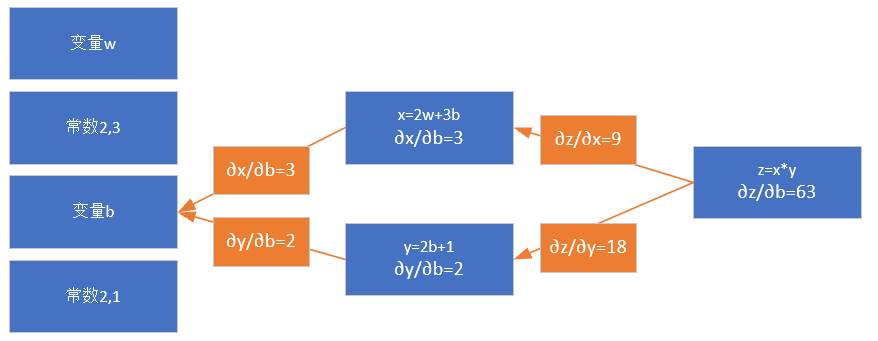 变量w
常数2,3
变量b
常数2,1
∂x/∂b=3
∂y/∂b=2
x=2w+3b
∂x/∂b=3
y=2b+1
∂y/∂b=2
∂z/∂x=9
∂z/∂y=18
z=x*y
∂z/∂b=63